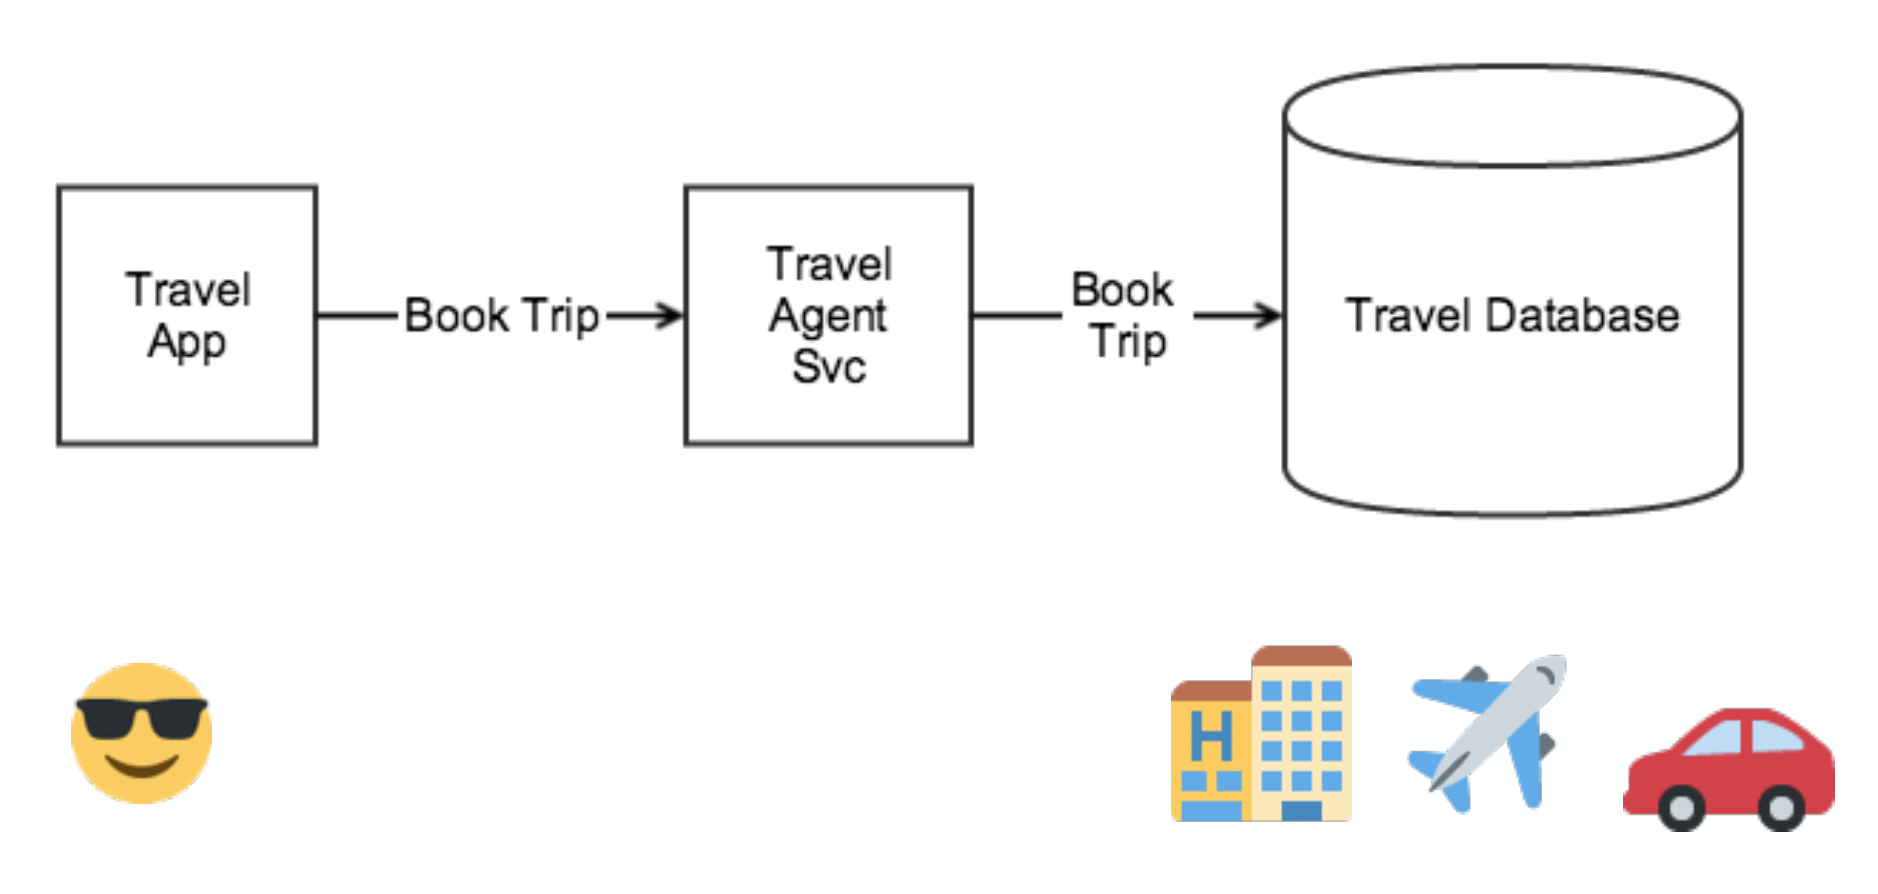 Travel
App
Book Trip
Travel
Agent
Svc
Book
Trip
Travel Database
H